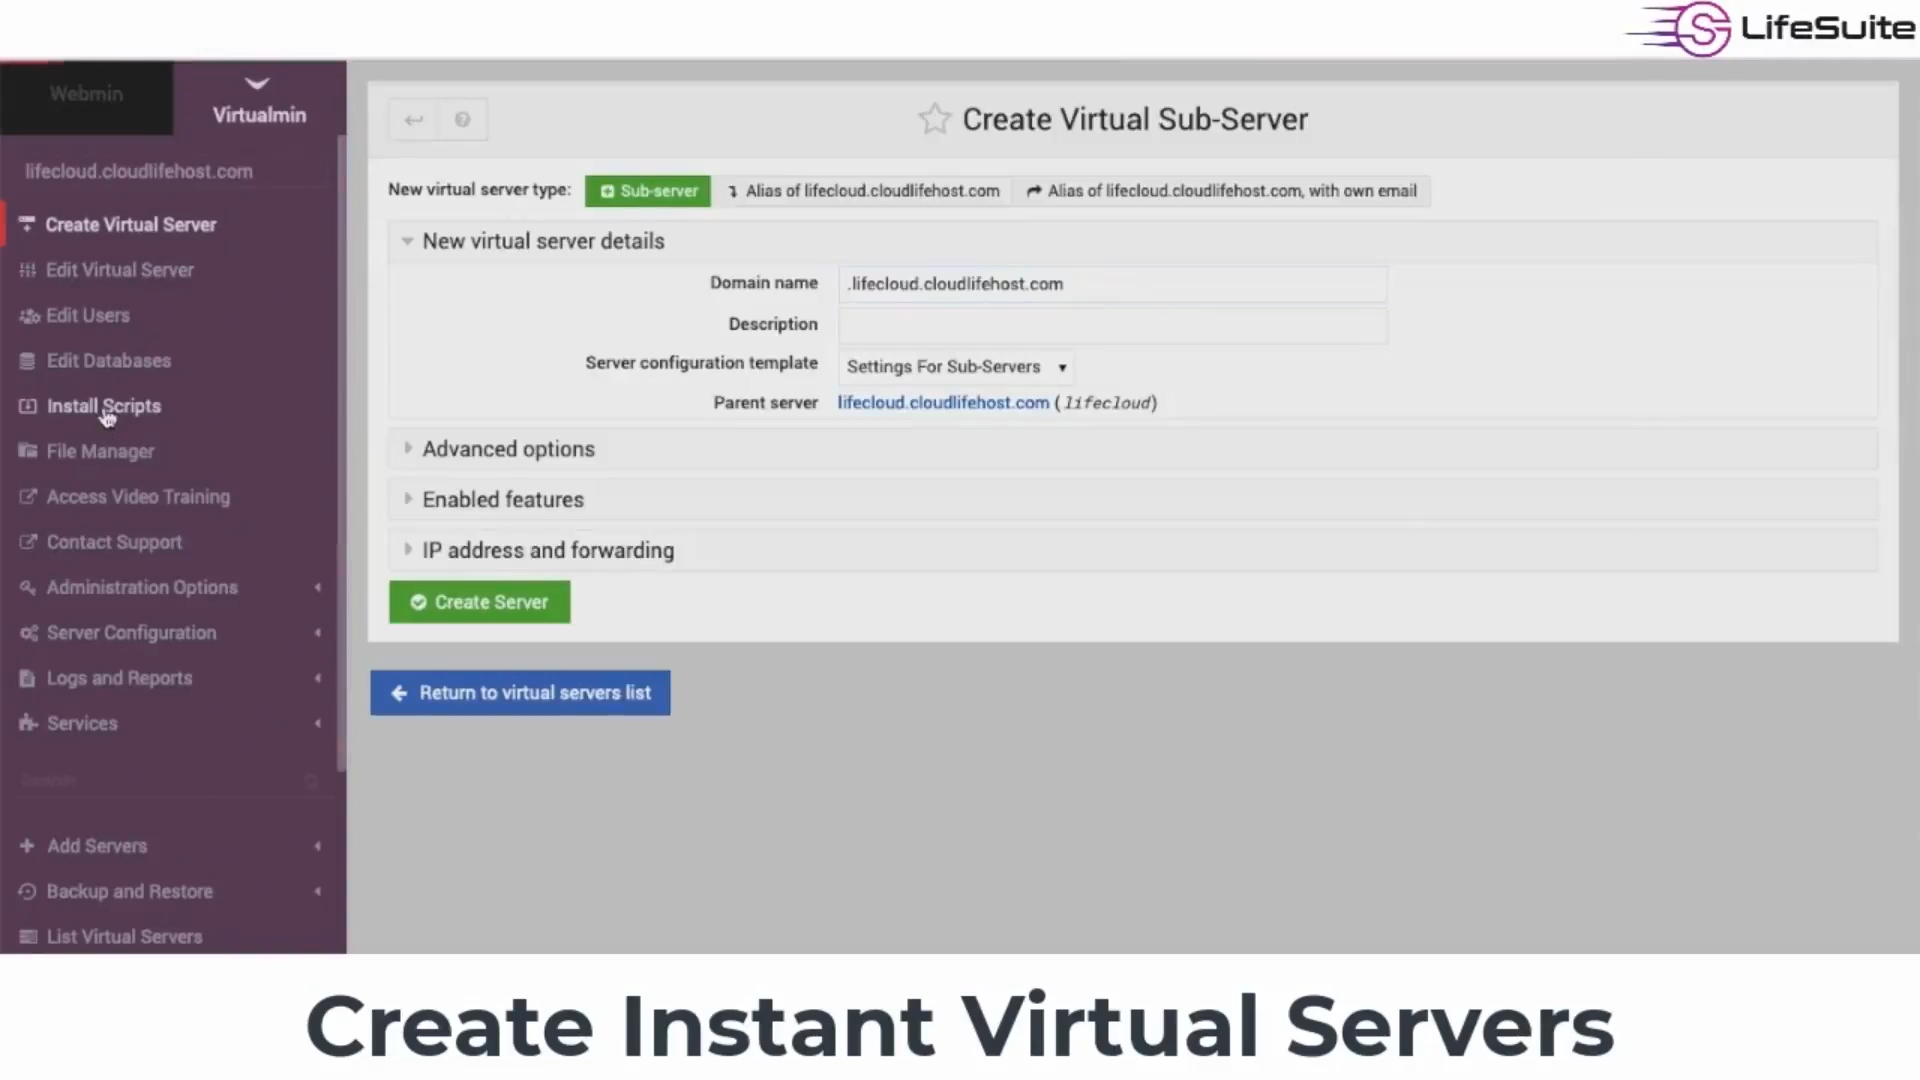 LifeSuite
Webmin
Virtualmin
lifecloud.cloudlifehost.com
Create Virtual Server
Edit Virtual Server
Edit Users
Edit Databases
Install Scripts
File Manager
Access Video Training
Contact Support
Administration Options
Server Configuration
Logs and Reports
Services
Add Servers
Backup and Restore
List Virtual Servers
Create Virtual Sub-Server
New virtual server type: Sub-server Alias of lifecloud.cloudlifehost.com Alias of lifecloud.cloudlifehost.com, with own email
New virtual server details
Domain name .lifecloud.cloudlifehost.com
Description
Server configuration template Settings For Sub-Servers
Parent server lifecloud.cloudlifehost.com (lifecloud)
Advanced options
Enabled features
IP address and forwarding
Create Server
Return to virtual servers list
Create Instant Virtual Servers